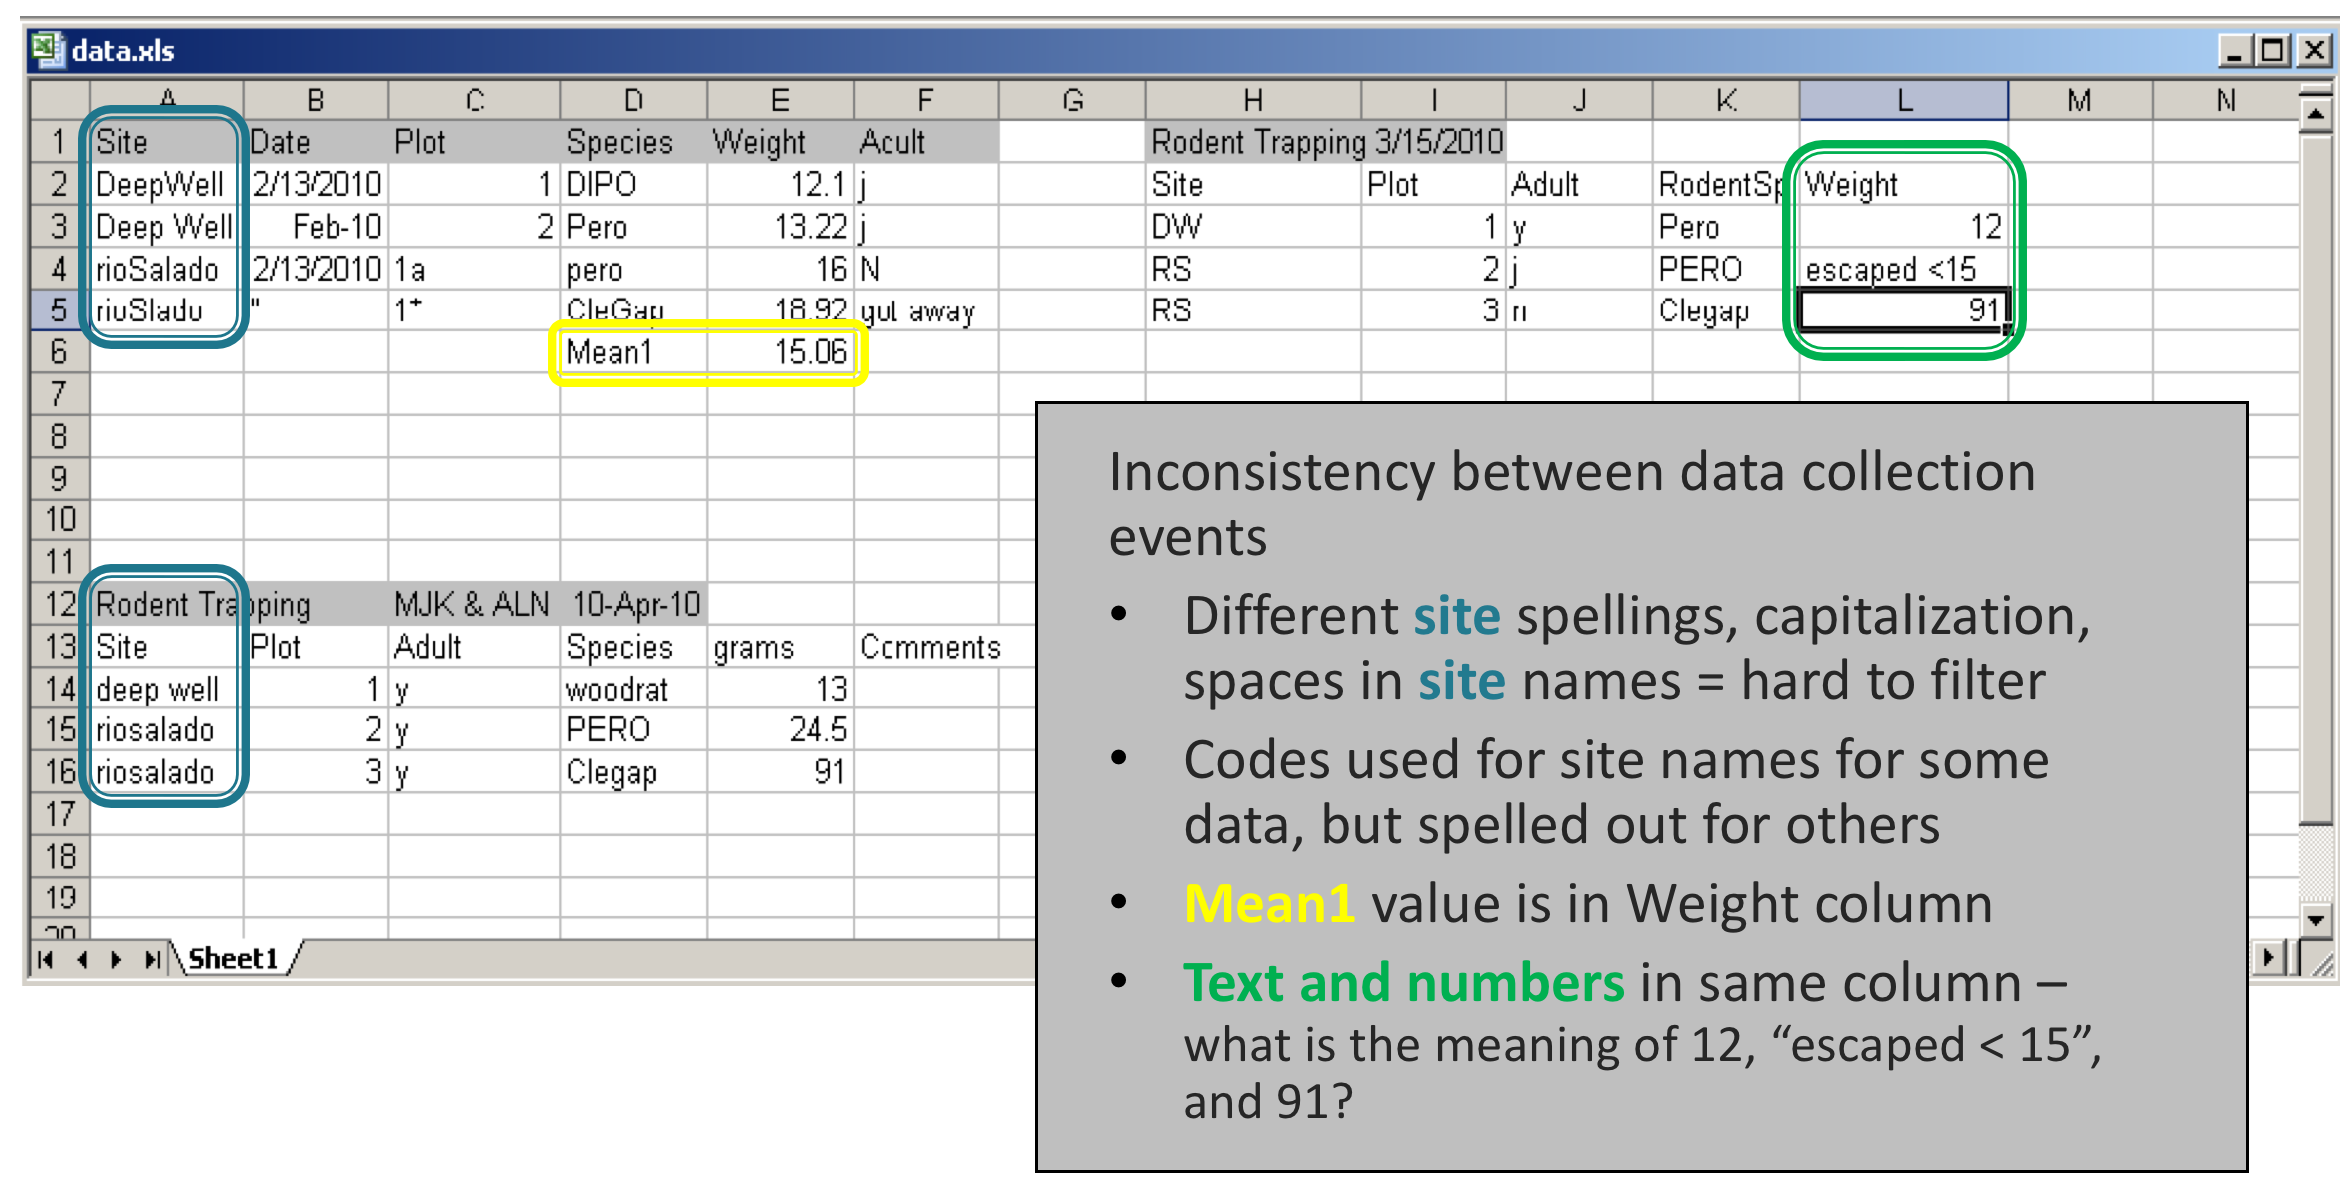 data.xls
A B C D E F G H I J K L M N
1 Site Date Plot Species Weight Acult Rodent Trapping 3/15/2010
2 DeepWell 2/13/2010 1 DIPO 12.1 j Site Plot Adult RodentSp Weight
3 Deep Well Feb-10 2 Pero 13.22 j DW 1 y Pero 12
4 rioSalado 2/13/2010 1a pero 16 N RS 2 j PERO escaped <15
5 rioSlado " 1* CleGap 18.92 gut away RS 3 n Clegap 91
6 Mean1 15.06
7
8
9
10
11
12 Rodent Trapping MJK & ALN 10-Apr-10
13 Site Plot Adult Species grams Comments
14 deep well 1 y woodrat 13
15 riosalado 2 y PERO 24.5
16 riosalado 3 y Clegap 91
17
18
19
20
Sheet1
Inconsistency between data collection
events
• Different site spellings, capitalization,
spaces in site names = hard to filter
• Codes used for site names for some
data, but spelled out for others
• Mean1 value is in Weight column
• Text and numbers in same column –
what is the meaning of 12, “escaped < 15”,
and 91?